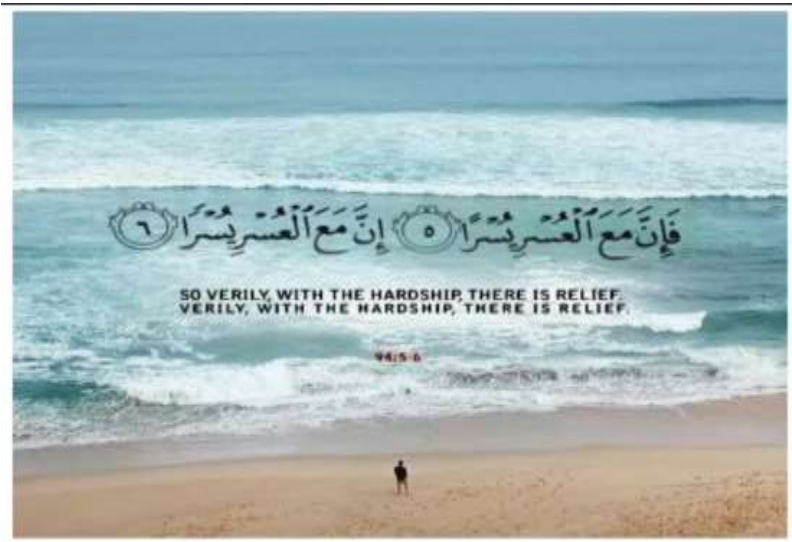 فَإِنَّ مَعَ ٱلْعُسْرِ يُسْرًا ٥ إِنَّ مَعَ ٱلْعُسْرِ يُسْرًا ٦
SO VERILY, WITH THE HARDSHIP, THERE IS RELIEF.
VERILY, WITH THE HARDSHIP, THERE IS RELIEF.
94:5-6